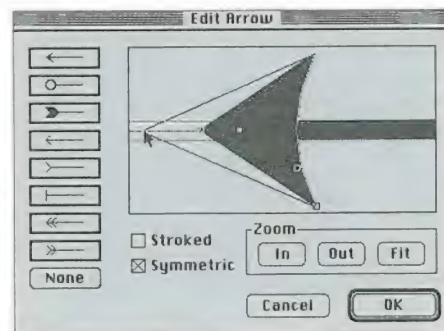 Edit Arrow
Stroked
Symmetric
Zoom
In Out Fit
None
Cancel OK